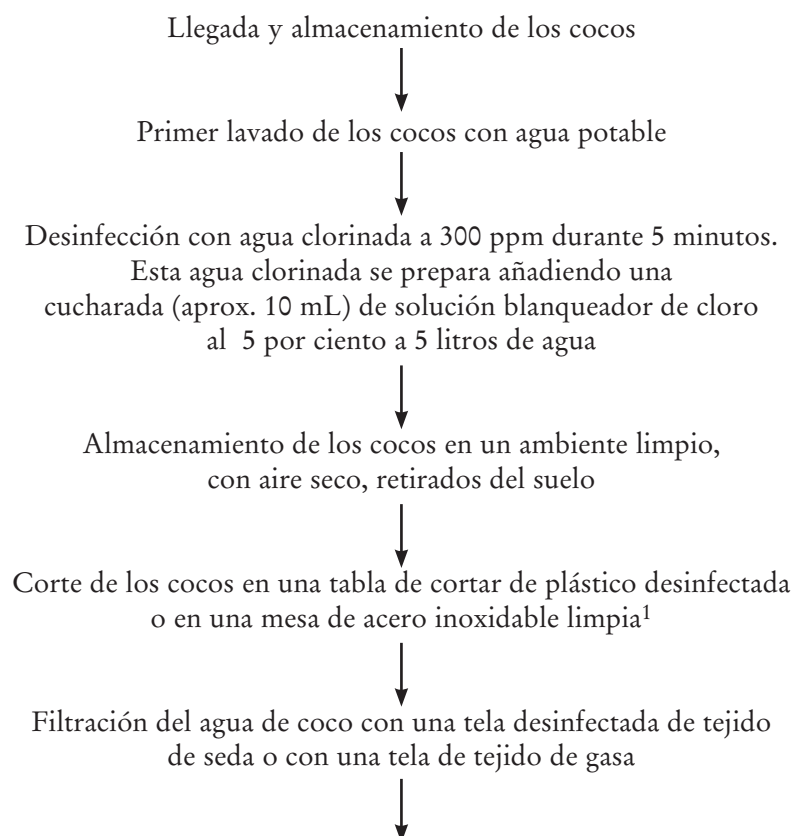 Llegada y almacenamiento de los cocos
Primer lavado de los cocos con agua potable
Desinfección con agua clorinada a 300 ppm durante 5 minutos.
Esta agua clorinada se prepara añadiendo una
cucharada (aprox. 10 mL) de solución blanqueador de cloro
al 5 por ciento a 5 litros de agua
Almacenamiento de los cocos en un ambiente limpio,
con aire seco, retirados del suelo
Corte de los cocos en una tabla de cortar de plástico desinfectada
o en una mesa de acero inoxidable limpia¹
Filtración del agua de coco con una tela desinfectada de tejido
de seda o con una tela de tejido de gasa